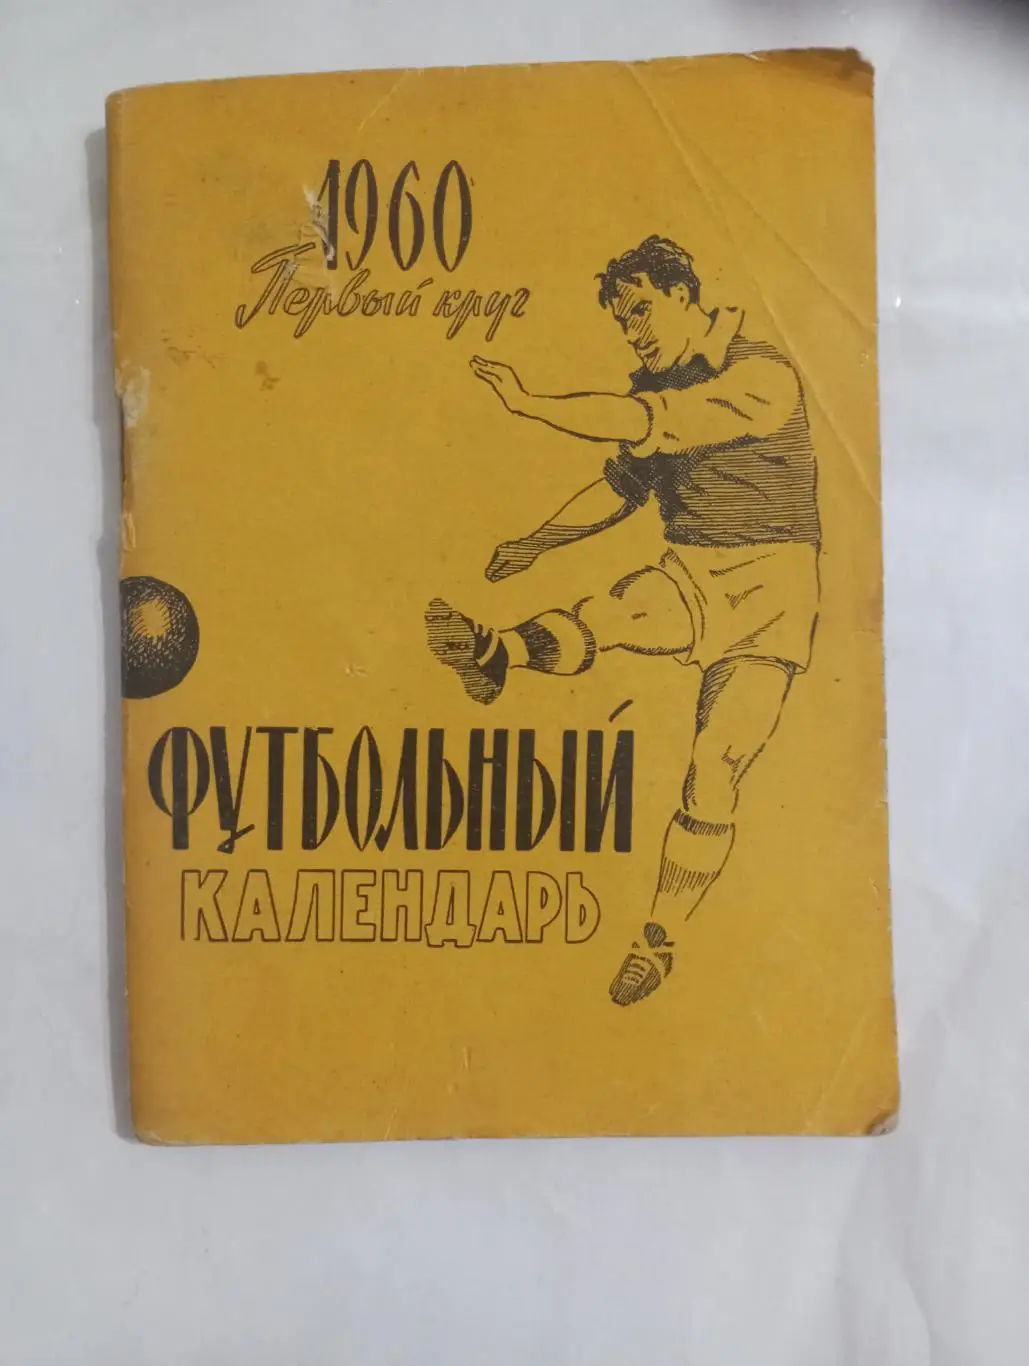 1960
Первый круг
ФУТБОЛЬНЫЙ
КАЛЕНДАРЬ